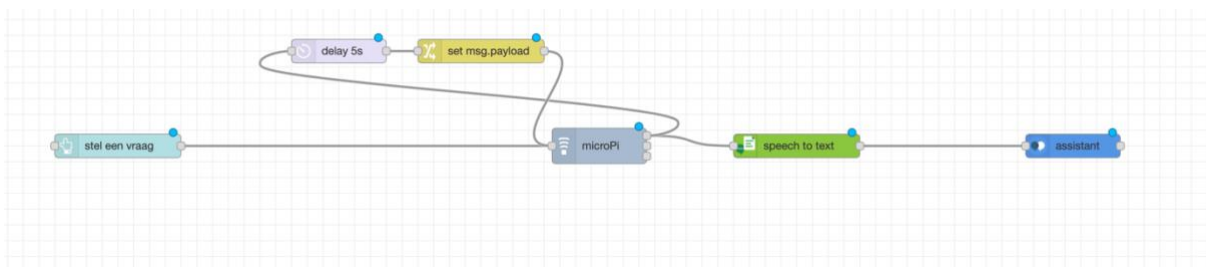 delay 5s
set msg.payload
stel een vraag
microPi
speech to text
assistant